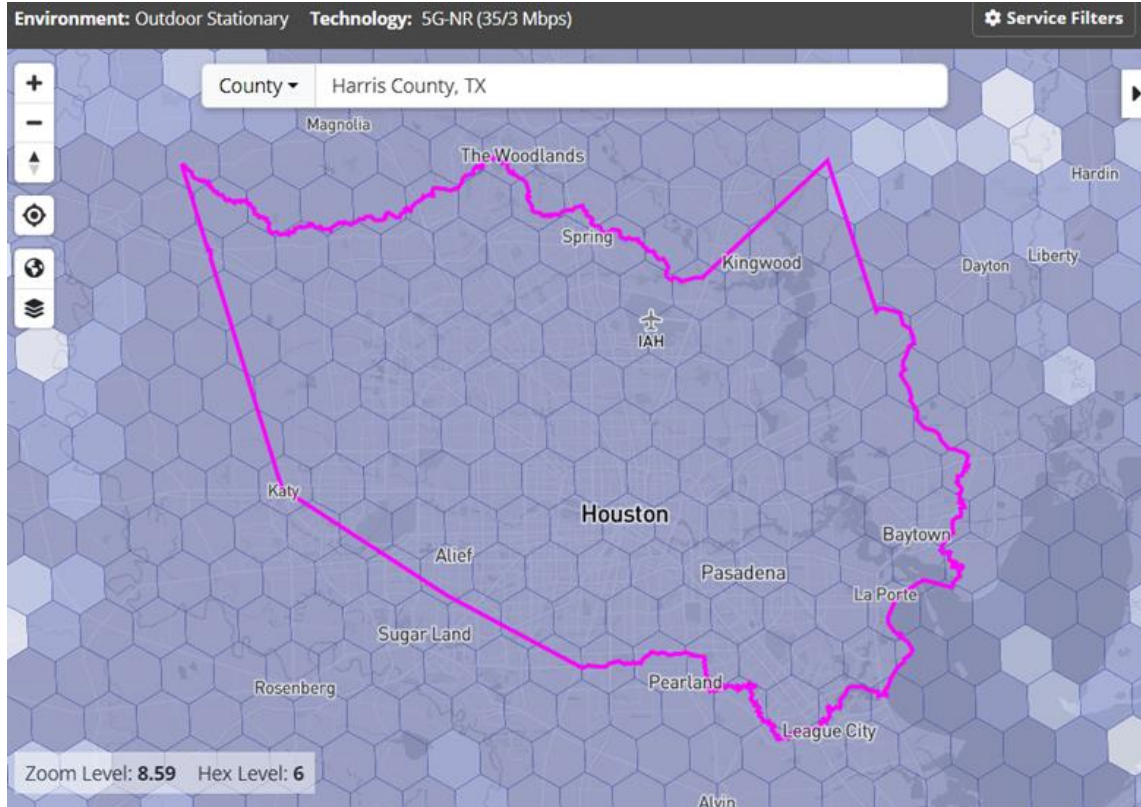 Environment: Outdoor Stationary Technology: 5G-NR (35/3 Mbps)
Service Filters
County
Harris County, TX
Magnolia
The Woodlands
Hardin
Spring
Kingwood
Dayton
Liberty
IAH
Katy
Houston
Baytown
Alief
Pasadena
La Porte
Sugar Land
Rosenberg
Pearland
League City
Zoom Level: 8.59 Hex Level: 6
Alvin